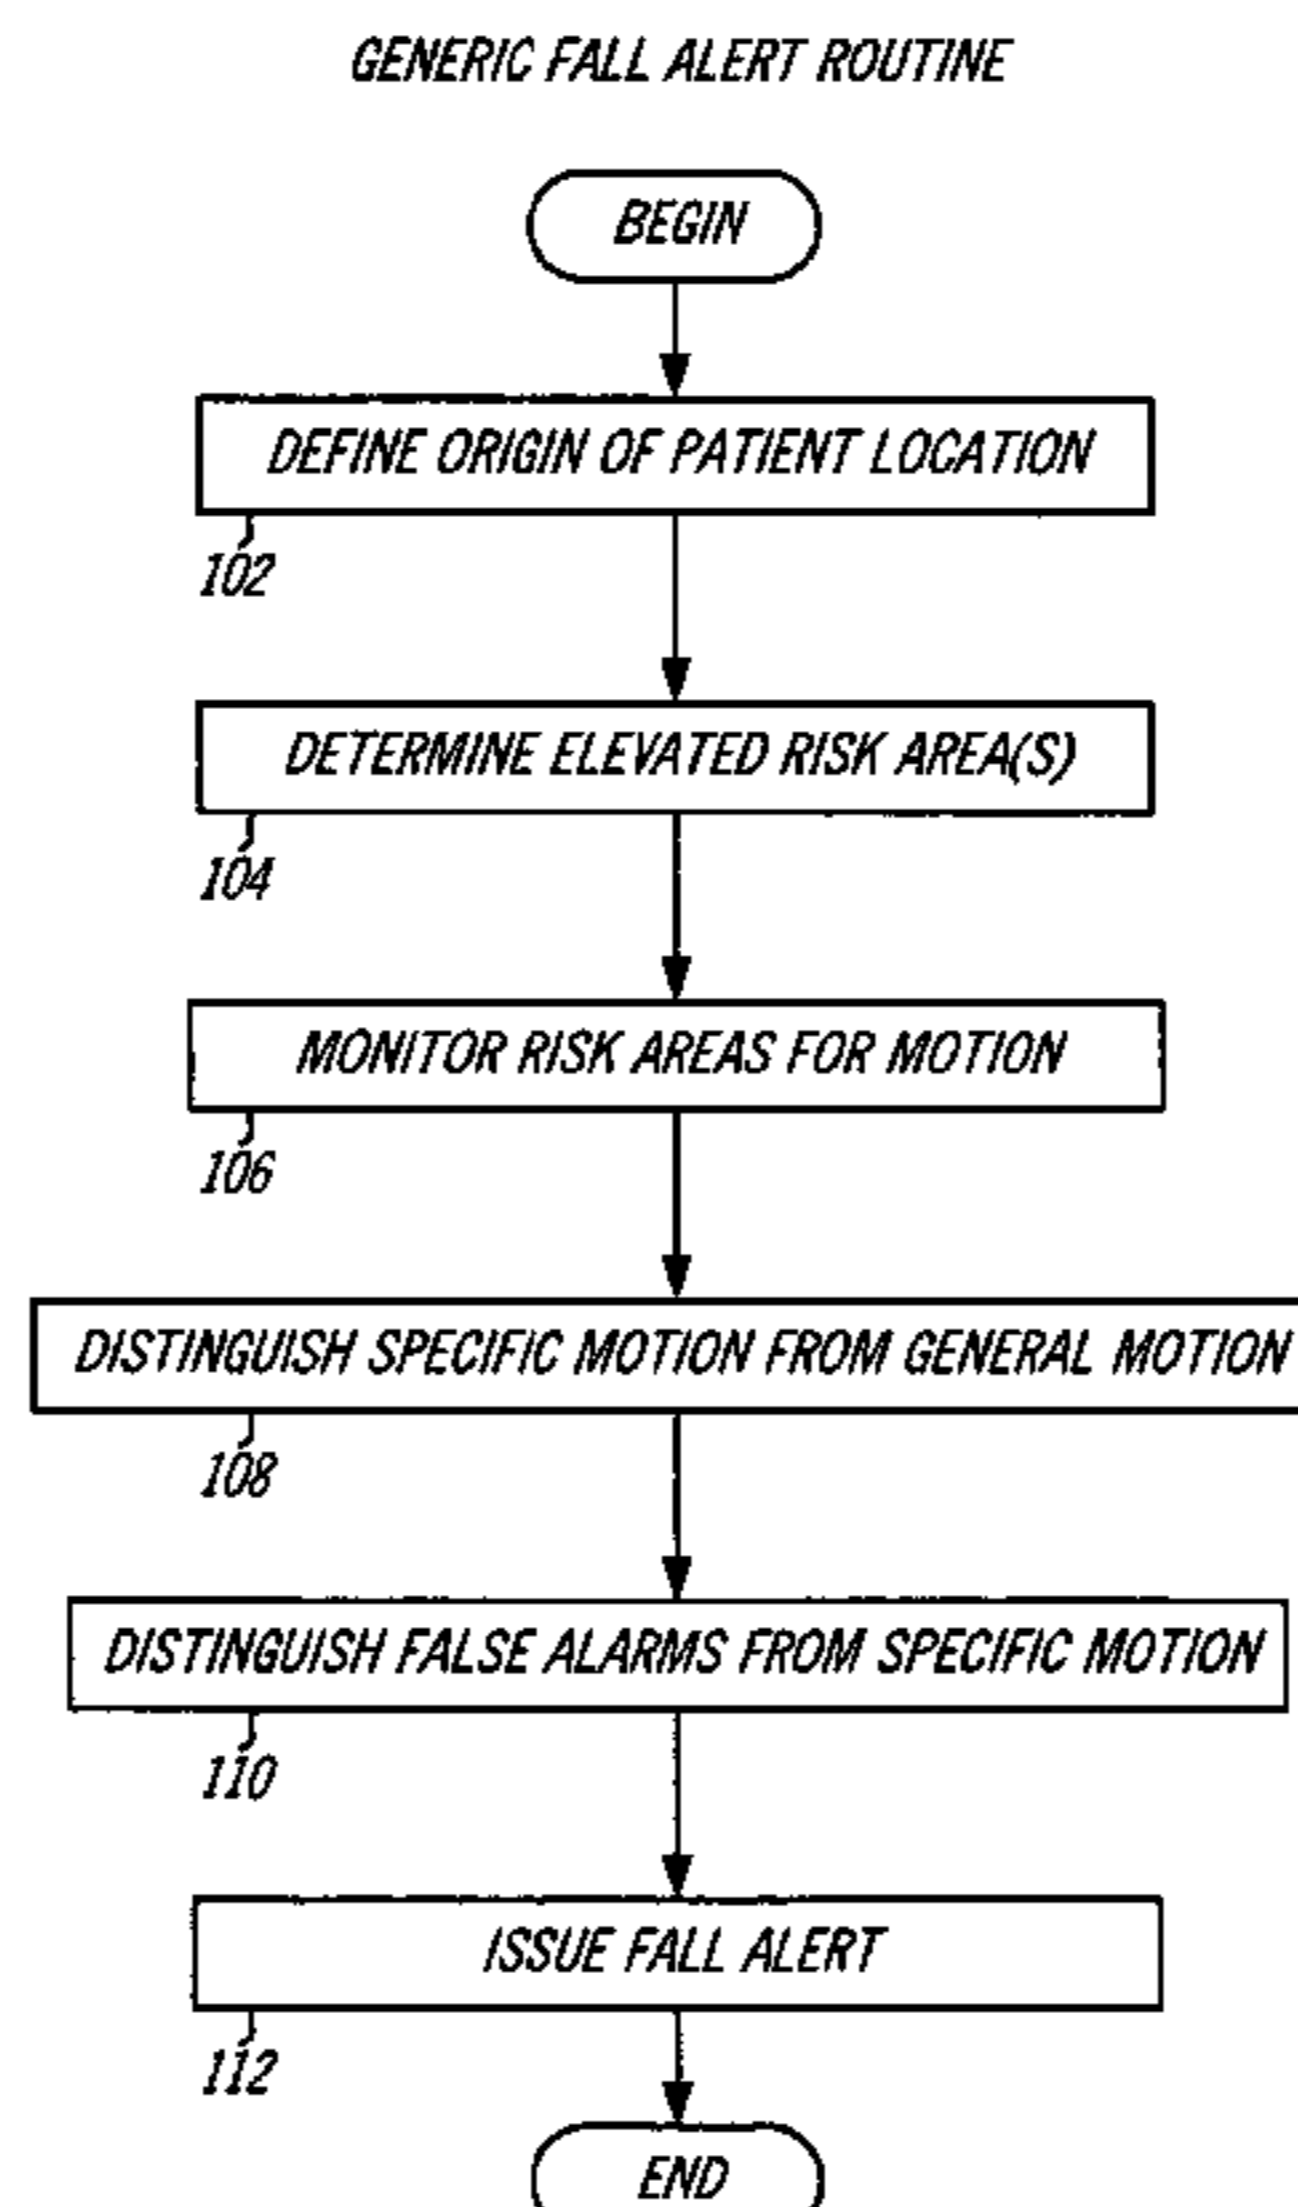 GENERIC FALL ALERT ROUTINE
BEGIN
DEFINE ORIGIN OF PATIENT LOCATION
102
DETERMINE ELEVATED RISK AREA(S)
104
MONITOR RISK AREAS FOR MOTION
106
DISTINGUISH SPECIFIC MOTION FROM GENERAL MOTION
108
DISTINGUISH FALSE ALARMS FROM SPECIFIC MOTION
110
ISSUE FALL ALERT
112
END